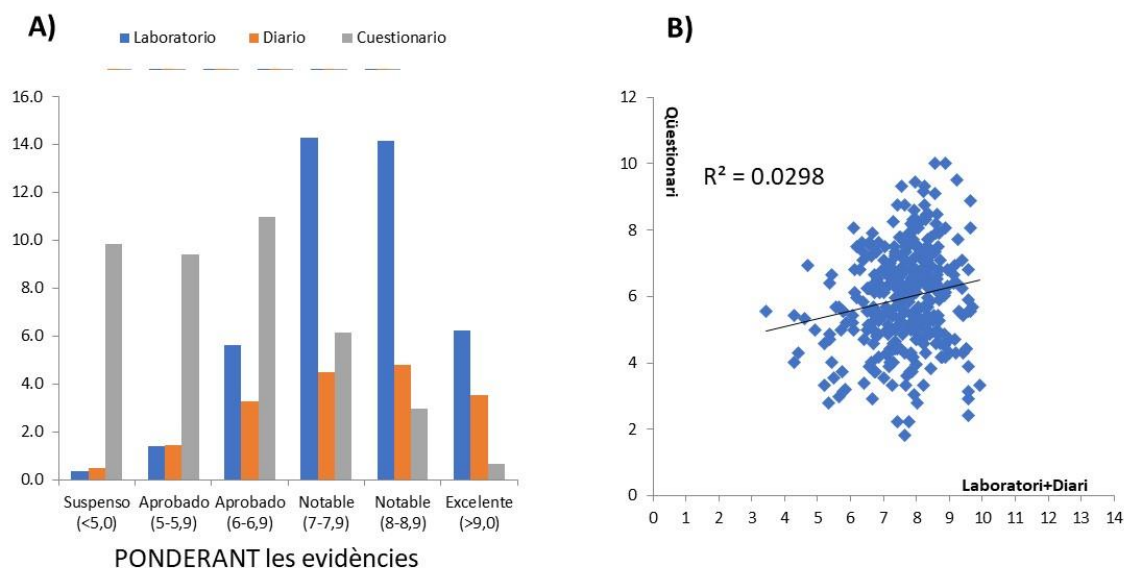 A)
Laboratorio Diario Cuestionario
16.0
14.0
12.0
10.0
8.0
6.0
4.0
2.0
0.0
Suspenso Aprobado Aprobado Notable Notable Excelente
(<5,0) (5-5,9) (6-6,9) (7-7,9) (8-8,9) (>9,0)
PONDERANT les evidències
B)
Qüestionari
R² = 0.0298
12
10
8
6
4
2
0
Laboratori+Diari
0 1 2 3 4 5 6 7 8 9 10 11 12 13 14